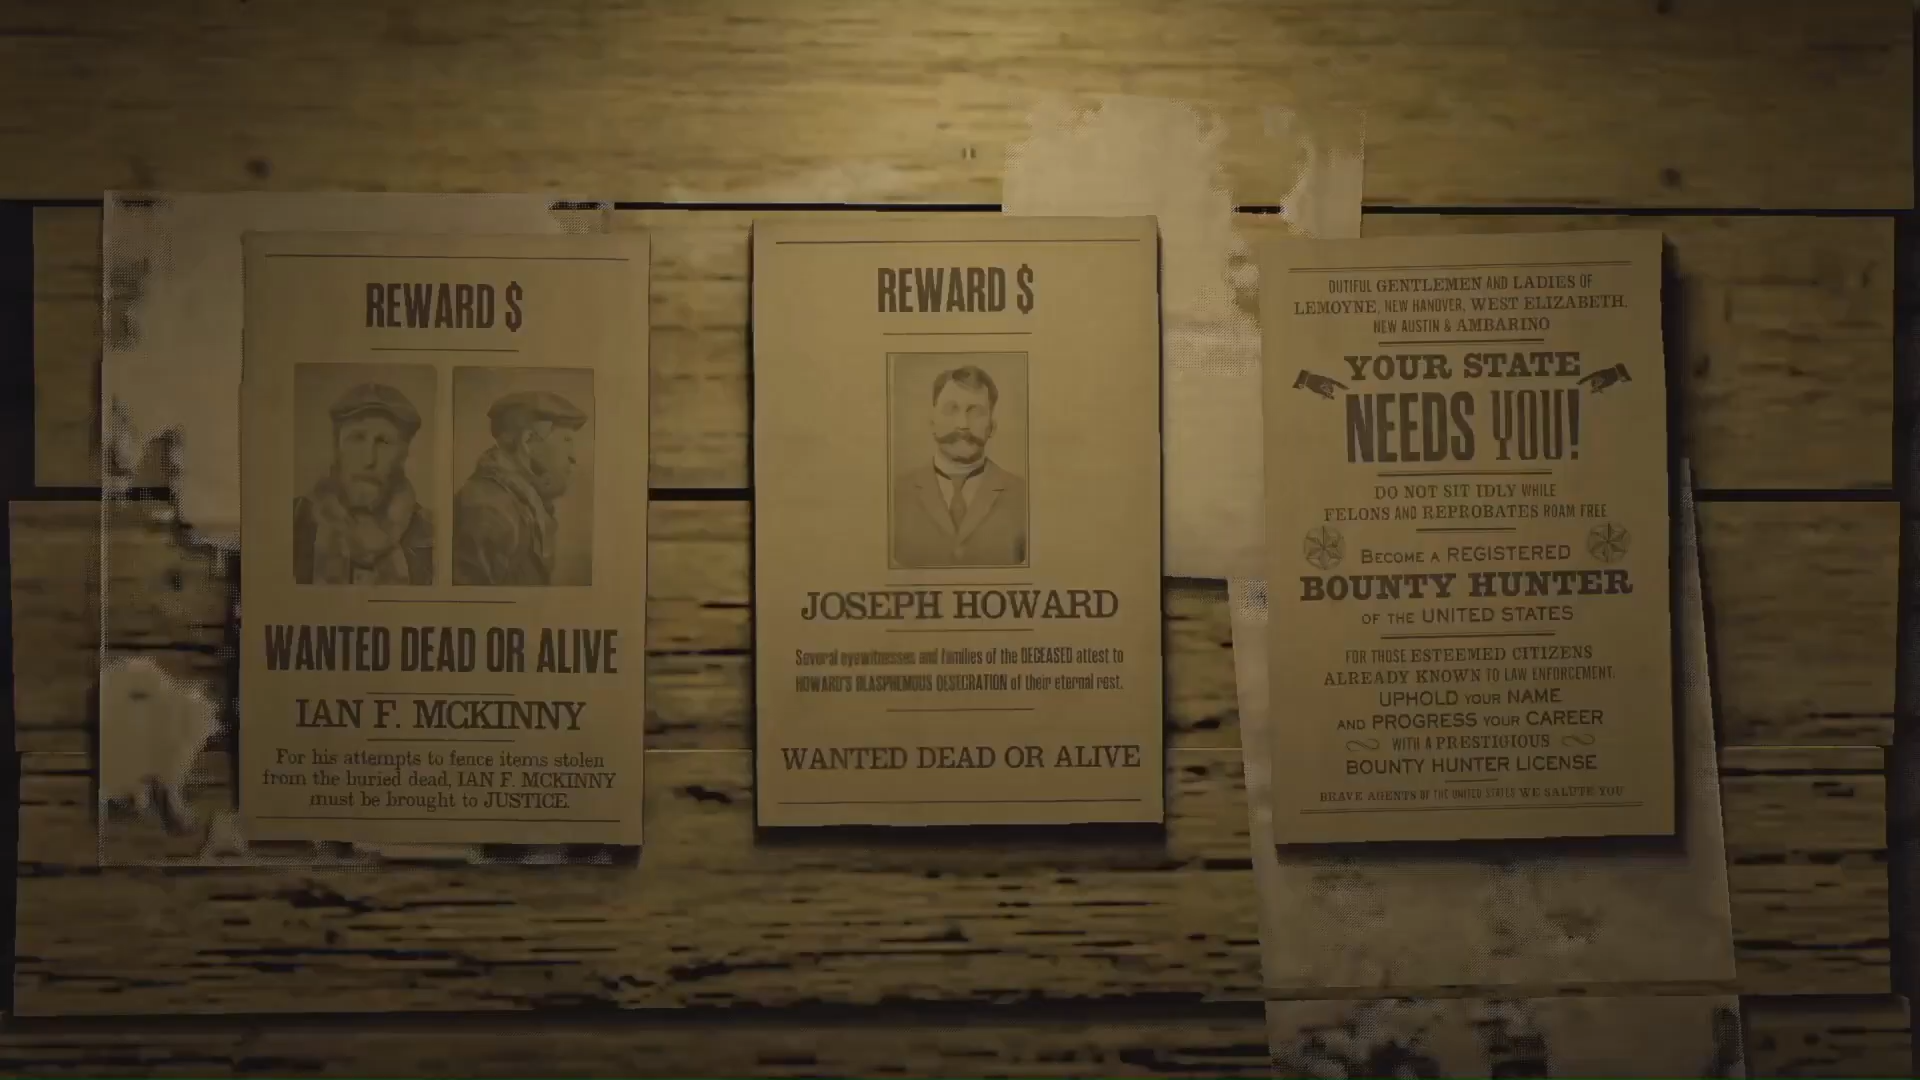 REWARD $
WANTED DEAD OR ALIVE
IAN F. MCKINNY
For his attempts to fence items stolen
from the buried dead, IAN F. MCKINNY
must be brought to JUSTICE.
REWARD $
JOSEPH HOWARD
Several eyewitnesses and families of the DECEASED attest to
HOWARD'S BLASPHEMOUS DESECRATION of their eternal rest.
WANTED DEAD OR ALIVE
DUTIFUL GENTLEMEN AND LADIES OF
LEMOYNE, NEW HANOVER, WEST ELIZABETH,
NEW AUSTIN & AMBARINO
YOUR STATE
NEEDS YOU!
DO NOT SIT IDLY WHILE
FELONS AND REPROBATES ROAM FREE
BECOME A REGISTERED
BOUNTY HUNTER
OF THE UNITED STATES
FOR THOSE ESTEEMED CITIZENS
ALREADY KNOWN TO LAW ENFORCEMENT,
UPHOLD YOUR NAME
AND PROGRESS YOUR CAREER
WITH A PRESTIGIOUS
BOUNTY HUNTER LICENSE
BRAVE AGENTS OF THE UNITED STATES WE SALUTE YOU